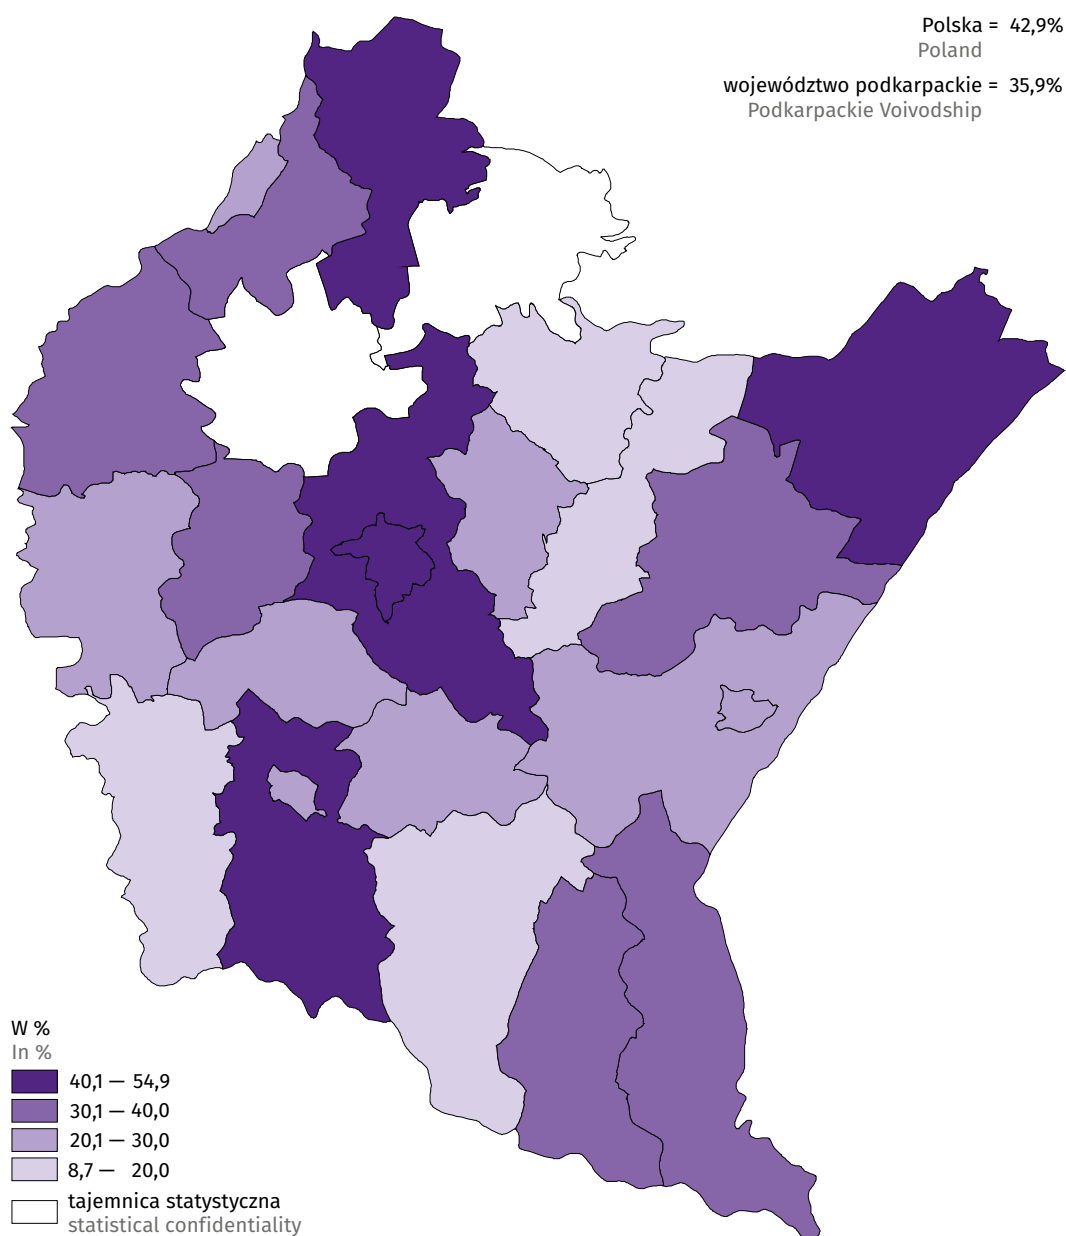 Polska = 42,9%
Poland
województwo podkarpackie = 35,9%
Podkarpackie Voivodship
W %
In %
40,1 — 54,9
30,1 — 40,0
20,1 — 30,0
8,7 — 20,0
tajemnica statystyczna
statistical confidentiality